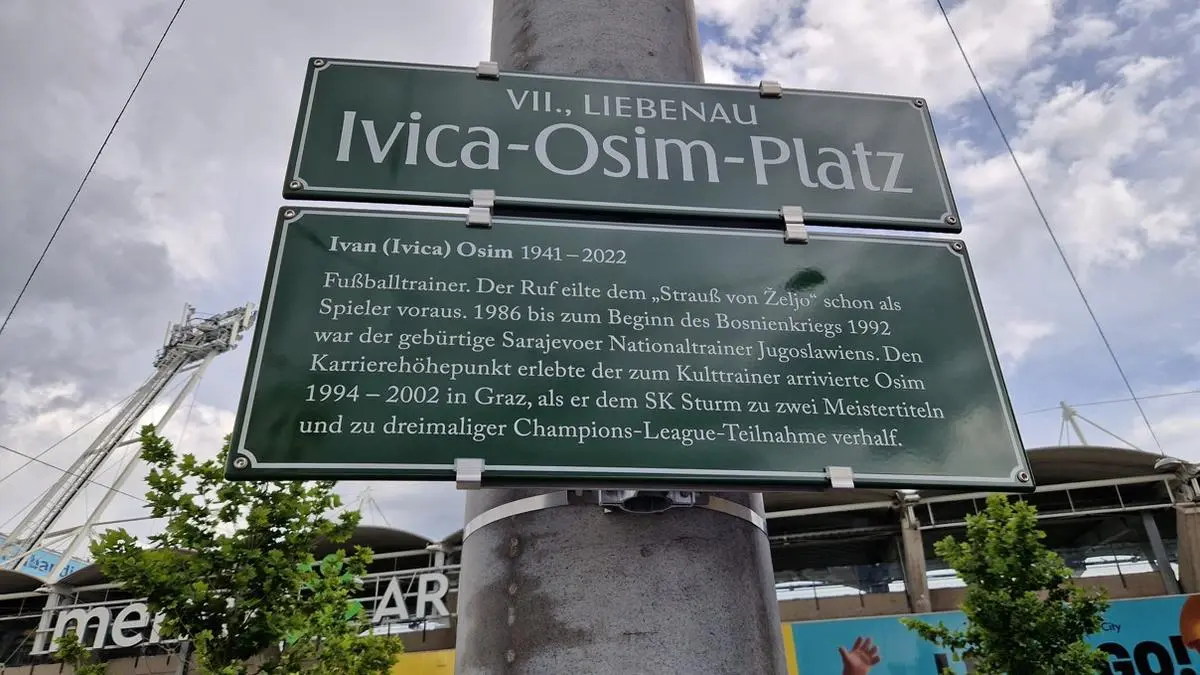 VII., LIEBENAU
Ivica-Osim-Platz
Ivan (Ivica) Osim 1941 – 2022
Fußballtrainer. Der Ruf eilte dem „Strauß von Željo“ schon als
Spieler voraus. 1986 bis zum Beginn des Bosnienkriegs 1992
war der gebürtige Sarajevoer Nationaltrainer Jugoslawiens. Den
Karrierehöhepunkt erlebte der zum Kulttrainer arrivierte Osim
1994 – 2002 in Graz, als er dem SK Sturm zu zwei Meistertiteln
und zu dreimaliger Champions-League-Teilnahme verhalf.
AR
City
GO!